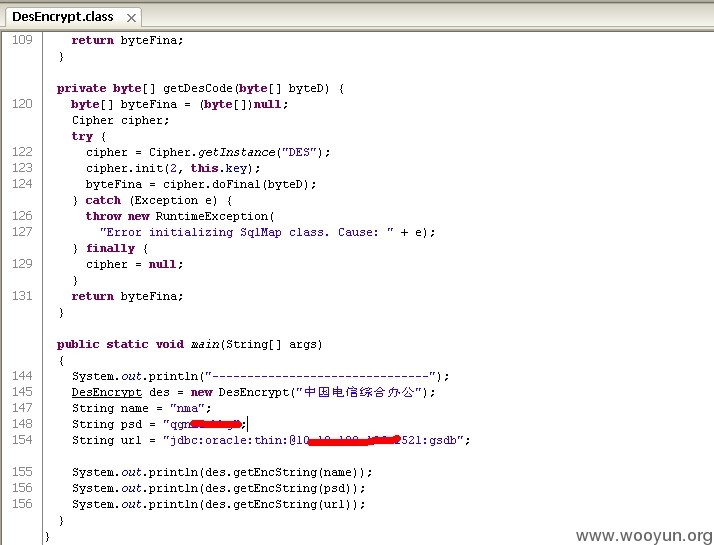 DesEncrypt.class
109 return byteFina;
}
private byte[] getDesCode(byte[] byteD) {
120 byte[] byteFina = (byte[])null;
Cipher cipher;
try {
122 cipher = Cipher.getInstance("DES");
123 cipher.init(2, this.key);
124 byteFina = cipher.doFinal(byteD);
} catch (Exception e) {
126 throw new RuntimeException(
127 "Error initializing SqlMap class. Cause: " + e);
} finally {
129 cipher = null;
}
131 return byteFina;
}
public static void main(String[] args)
{
144 System.out.println("-------------------------------");
145 DesEncrypt des = new DesEncrypt("中国电信综合办公");
147 String name = "nma";
148 String psd = "qgn
154 String url = "jdbc:oracle:thin:@10 :gsdb";
155 System.out.println(des.getEncString(name));
156 System.out.println(des.getEncString(psd));
156 System.out.println(des.getEncString(url));
}
}
www.wooyun.org